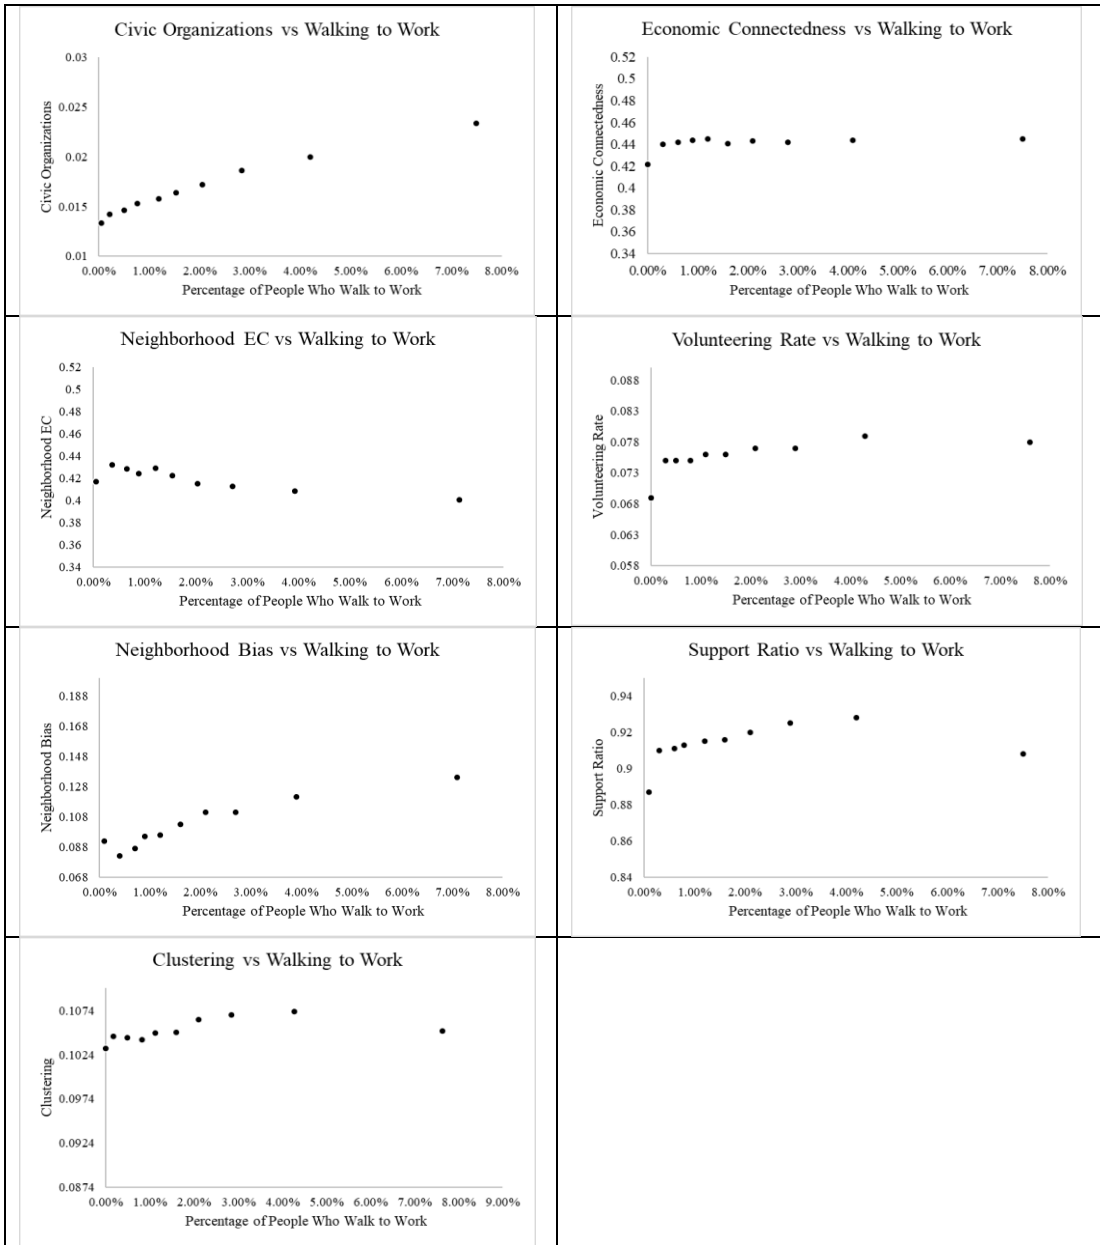 Civic Organizations vs Walking to Work
0.03
0.025
0.02
0.015
0.01
Civic Organizations
0.00% 1.00% 2.00% 3.00% 4.00% 5.00% 6.00% 7.00% 8.00%
Percentage of People Who Walk to Work
Economic Connectedness vs Walking to Work
0.52
0.5
0.48
0.46
0.44
0.42
0.4
0.38
0.36
0.34
Economic Connectedness
0.00% 1.00% 2.00% 3.00% 4.00% 5.00% 6.00% 7.00% 8.00%
Percentage of People Who Walk to Work
Neighborhood EC vs Walking to Work
0.52
0.5
0.48
0.46
0.44
0.42
0.4
0.38
0.36
0.34
Neighborhood EC
0.00% 1.00% 2.00% 3.00% 4.00% 5.00% 6.00% 7.00% 8.00%
Percentage of People Who Walk to Work
Volunteering Rate vs Walking to Work
0.088
0.083
0.078
0.073
0.068
0.063
0.058
Volunteering Rate
0.00% 1.00% 2.00% 3.00% 4.00% 5.00% 6.00% 7.00% 8.00%
Percentage of People Who Walk to Work
Neighborhood Bias vs Walking to Work
0.188
0.168
0.148
0.128
0.108
0.088
0.068
Neighborhood Bias
0.00% 1.00% 2.00% 3.00% 4.00% 5.00% 6.00% 7.00% 8.00%
Percentage of People Who Walk to Work
Support Ratio vs Walking to Work
0.94
0.92
0.9
0.88
0.86
0.84
Support Ratio
0.00% 1.00% 2.00% 3.00% 4.00% 5.00% 6.00% 7.00% 8.00%
Percentage of People Who Walk to Work
Clustering vs Walking to Work
0.1074
0.1024
0.0974
0.0924
0.0874
Clustering
0.00% 1.00% 2.00% 3.00% 4.00% 5.00% 6.00% 7.00% 8.00% 9.00%
Percentage of People Who Walk to Work